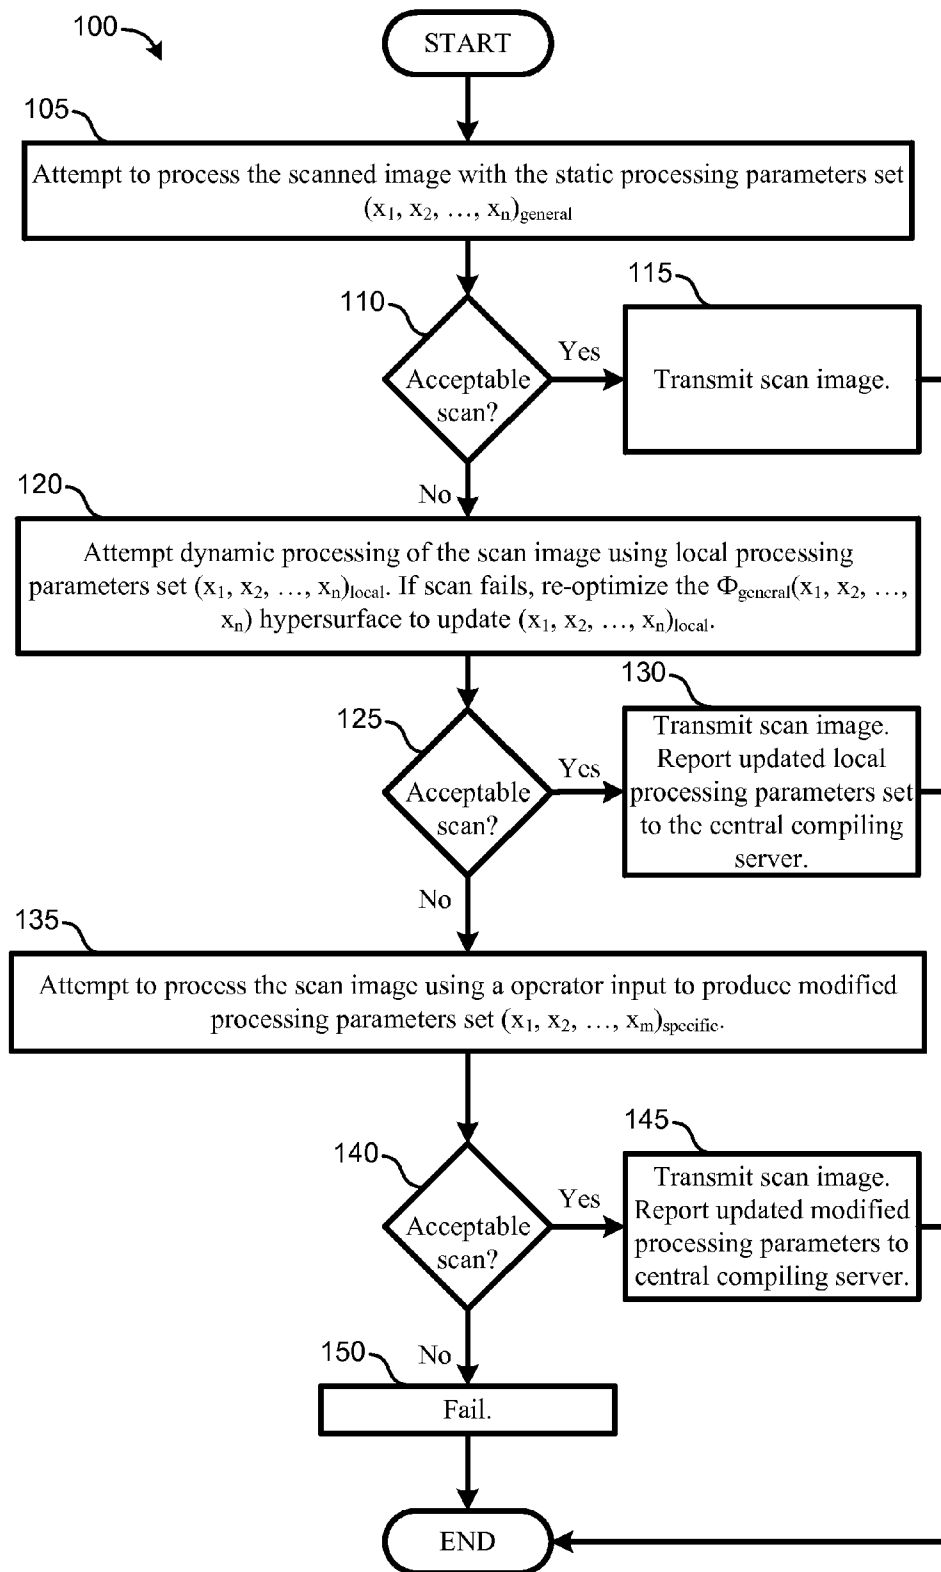 100
START
105
Attempt to process the scanned image with the static processing parameters set
(x₁, x₂, …, xₙ)general
110
Acceptable
scan?
Yes
115
Transmit scan image.
No
120
Attempt dynamic processing of the scan image using local processing
parameters set (x₁, x₂, …, xₙ)local. If scan fails, re-optimize the Φgeneral(x₁, x₂, …,
xₙ) hypersurface to update (x₁, x₂, …, xₙ)local.
125
Acceptable
scan?
Yes
130
Transmit scan image.
Report updated local
processing parameters set
to the central compiling
server.
No
135
Attempt to process the scan image using a operator input to produce modified
processing parameters set (x₁, x₂, …, xₘ)specific.
140
Acceptable
scan?
Yes
145
Transmit scan image.
Report updated modified
processing parameters to
central compiling server.
No
150
Fail.
END